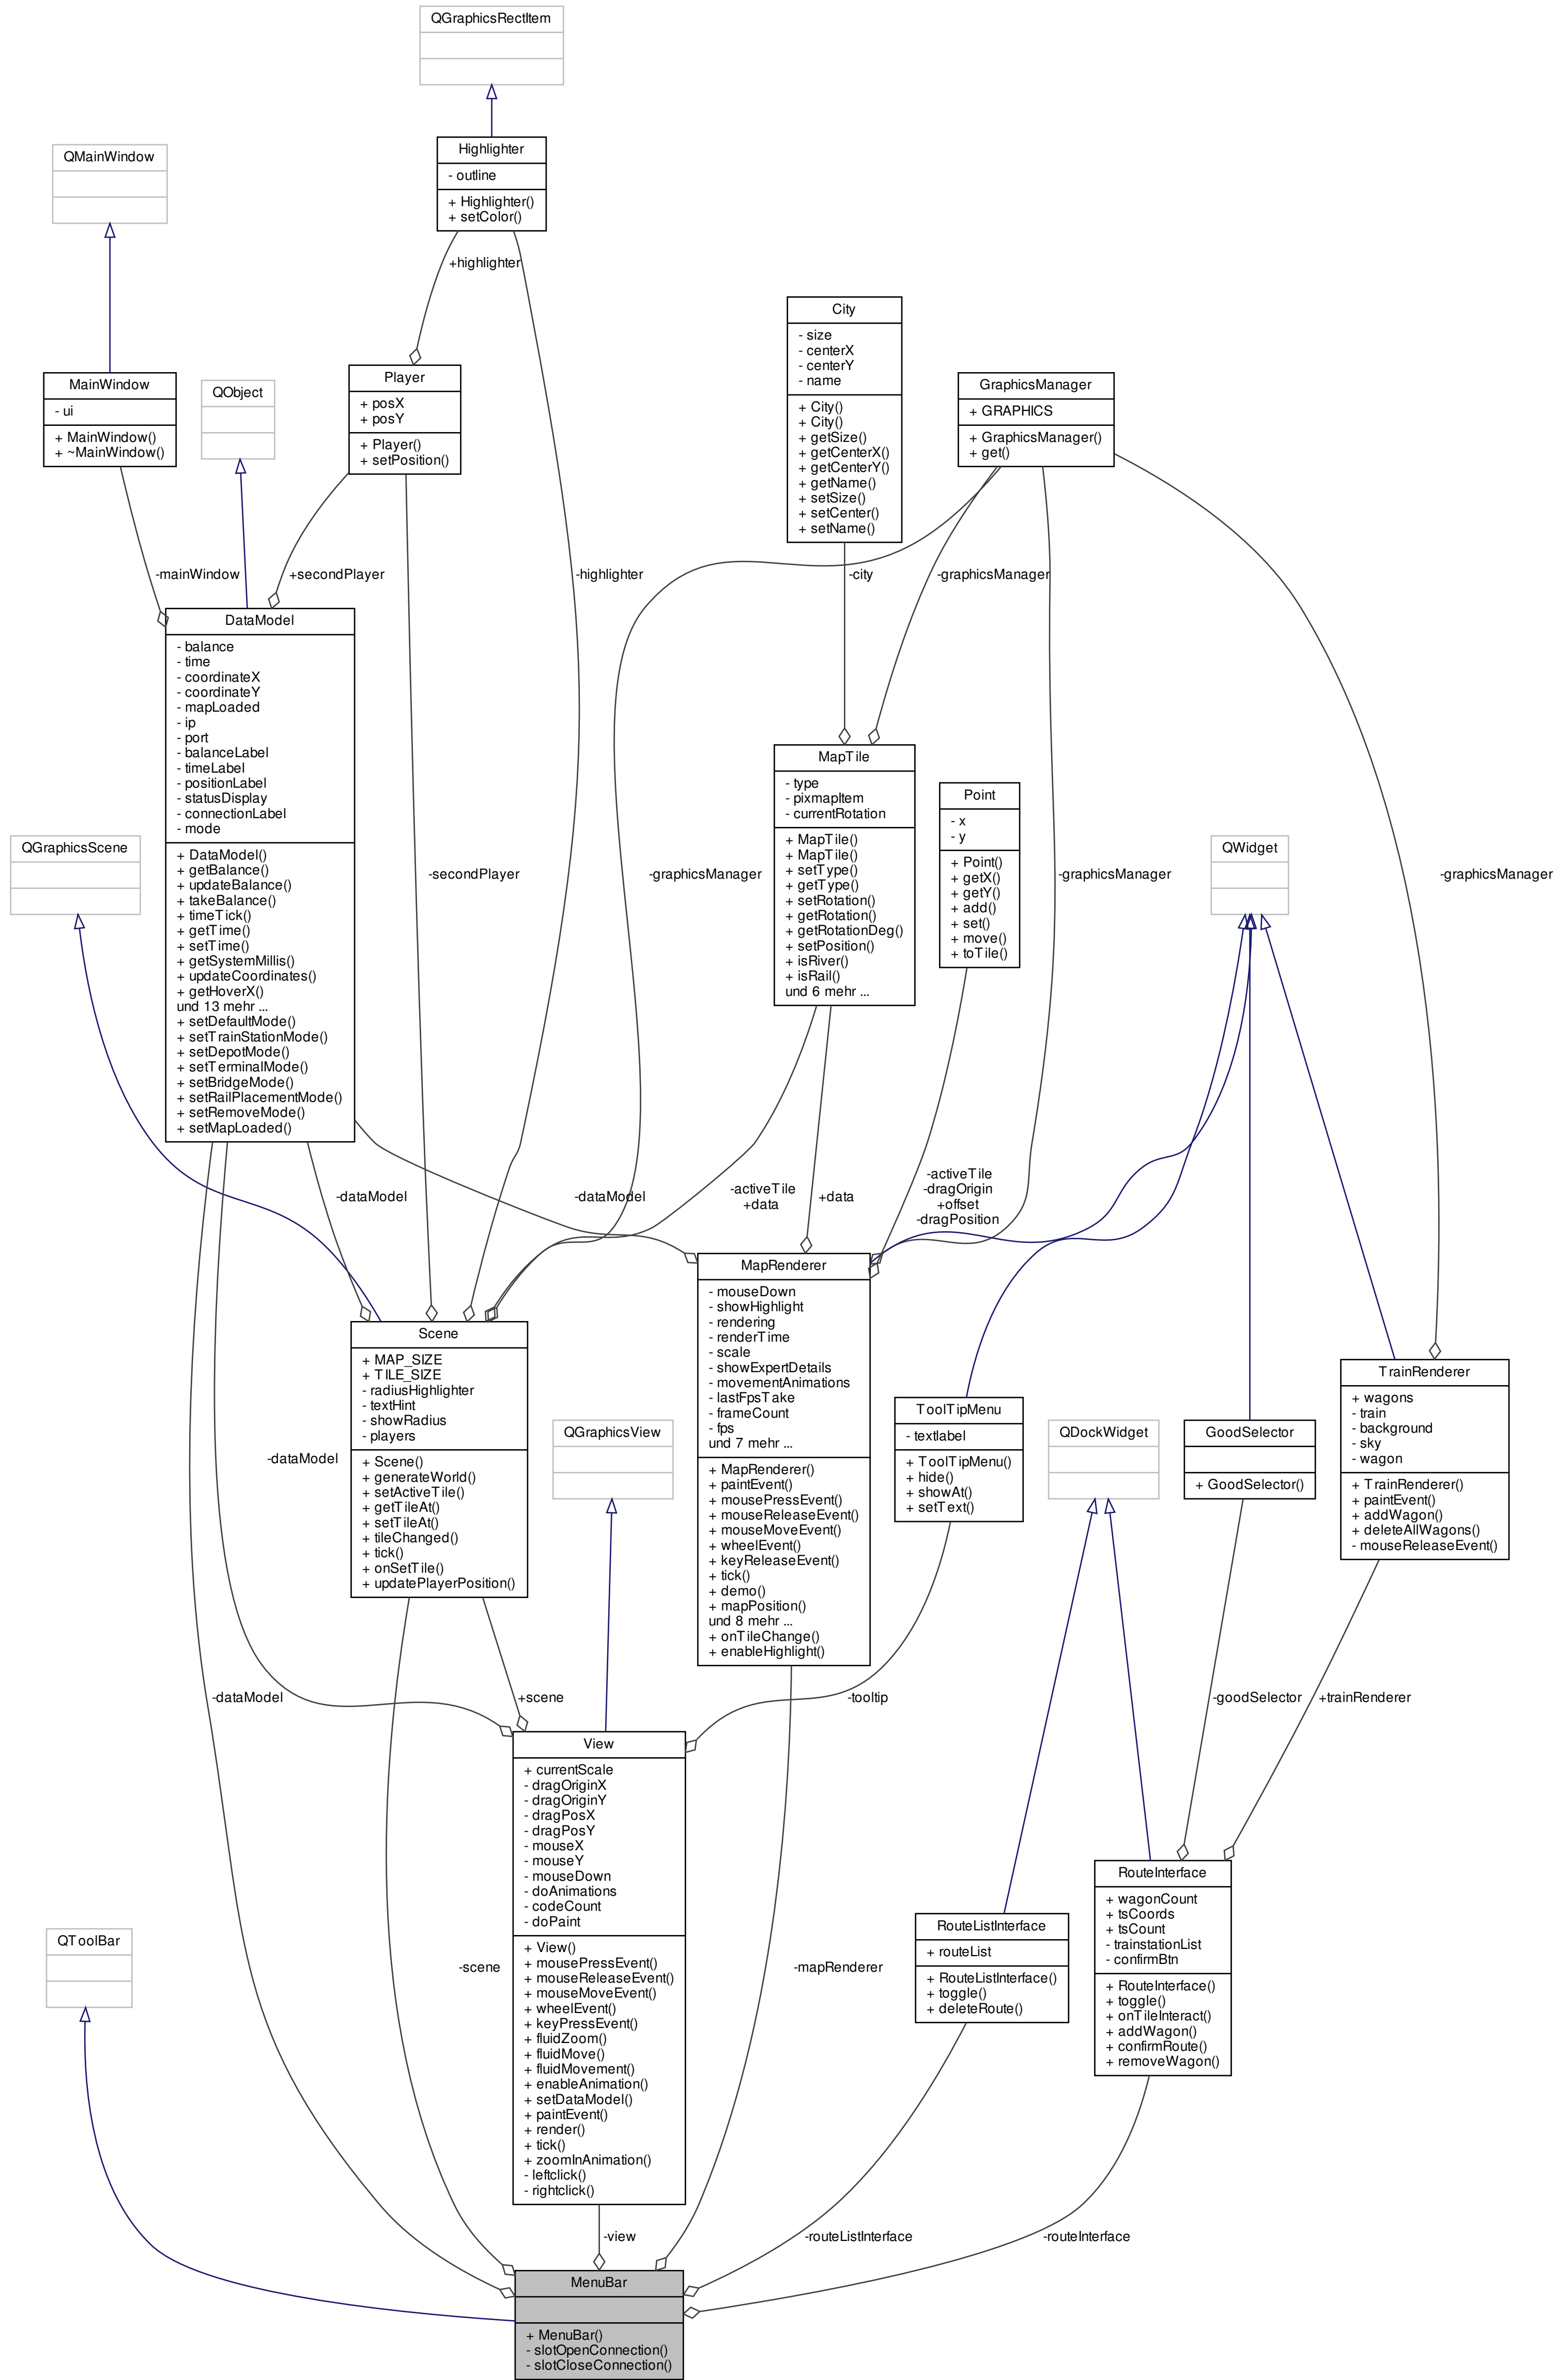 QGraphicsRectItem
Highlighter
- outline
+ Highlighter()
+ setColor()
QMainWindow
+highlighter
City
- size
- centerX
- centerY
- name
+ City()
+ City()
+ getSize()
+ getCenterX()
+ getCenterY()
+ getName()
+ setSize()
+ setCenter()
+ setName()
MainWindow
- ui
+ MainWindow()
+ ~MainWindow()
QObject
Player
+ posX
+ posY
+ Player()
+ setPosition()
GraphicsManager
+ GRAPHICS
+ GraphicsManager()
+ get()
-mainWindow
+secondPlayer
-highlighter
-city
-graphicsManager
DataModel
- balance
- time
- coordinateX
- coordinateY
- mapLoaded
- ip
- port
- balanceLabel
- timeLabel
- positionLabel
- statusDisplay
- connectionLabel
- mode
+ DataModel()
+ getBalance()
+ updateBalance()
+ takeBalance()
+ timeTick()
+ getTime()
+ setTime()
+ getSystemMillis()
+ updateCoordinates()
+ getHoverX()
und 13 mehr ...
+ setDefaultMode()
+ setTrainStationMode()
+ setDepotMode()
+ setTerminalMode()
+ setBridgeMode()
+ setRailPlacementMode()
+ setRemoveMode()
+ setMapLoaded()
MapTile
- type
- pixmapItem
- currentRotation
+ MapTile()
+ MapTile()
+ setType()
+ getType()
+ setRotation()
+ getRotation()
+ getRotationDeg()
+ setPosition()
+ isRiver()
+ isRail()
und 6 mehr ...
Point
- x
- y
+ Point()
+ getX()
+ getY()
+ add()
+ set()
+ move()
+ toTile()
QGraphicsScene
-secondPlayer
-graphicsManager
-graphicsManager
QWidget
-graphicsManager
-dataModel
-dataModel
-activeTile
+data
+data
-activeTile
-dragOrigin
+offset
-dragPosition
Scene
+ MAP_SIZE
+ TILE_SIZE
- radiusHighlighter
- textHint
- showRadius
- players
+ Scene()
+ generateWorld()
+ setActiveTile()
+ getTileAt()
+ setTileAt()
+ tileChanged()
+ tick()
+ onSetTile()
+ updatePlayerPosition()
MapRenderer
- mouseDown
- showHighlight
- rendering
- renderTime
- scale
- showExpertDetails
- movementAnimations
- lastFpsTake
- frameCount
- fps
und 7 mehr ...
+ MapRenderer()
+ paintEvent()
+ mousePressEvent()
+ mouseReleaseEvent()
+ mouseMoveEvent()
+ wheelEvent()
+ keyReleaseEvent()
+ tick()
+ demo()
+ mapPosition()
und 8 mehr ...
+ onTileChange()
+ enableHighlight()
-dataModel
QGraphicsView
ToolTipMenu
- textlabel
+ ToolTipMenu()
+ hide()
+ showAt()
+ setText()
QDockWidget
GoodSelector
+ GoodSelector()
TrainRenderer
+ wagons
- train
- background
- sky
- wagon
+ TrainRenderer()
+ paintEvent()
+ addWagon()
+ deleteAllWagons()
- mouseReleaseEvent()
-dataModel
+scene
-tooltip
-goodSelector
+trainRenderer
View
+ currentScale
- dragOriginX
- dragOriginY
- dragPosX
- dragPosY
- mouseX
- mouseY
- mouseDown
- doAnimations
- codeCount
- doPaint
+ View()
+ mousePressEvent()
+ mouseReleaseEvent()
+ mouseMoveEvent()
+ wheelEvent()
+ keyPressEvent()
+ fluidZoom()
+ fluidMove()
+ fluidMovement()
+ enableAnimation()
+ setDataModel()
+ paintEvent()
+ render()
+ tick()
+ zoomInAnimation()
- leftclick()
- rightclick()
QToolBar
-scene
-mapRenderer
RouteListInterface
+ routeList
+ RouteListInterface()
+ toggle()
+ deleteRoute()
RouteInterface
+ wagonCount
+ tsCoords
+ tsCount
- trainstationList
- confirmBtn
+ RouteInterface()
+ toggle()
+ onTileInteract()
+ addWagon()
+ confirmRoute()
+ removeWagon()
-view
-routeListInterface
-routeInterface
MenuBar
+ MenuBar()
- slotOpenConnection()
- slotCloseConnection()